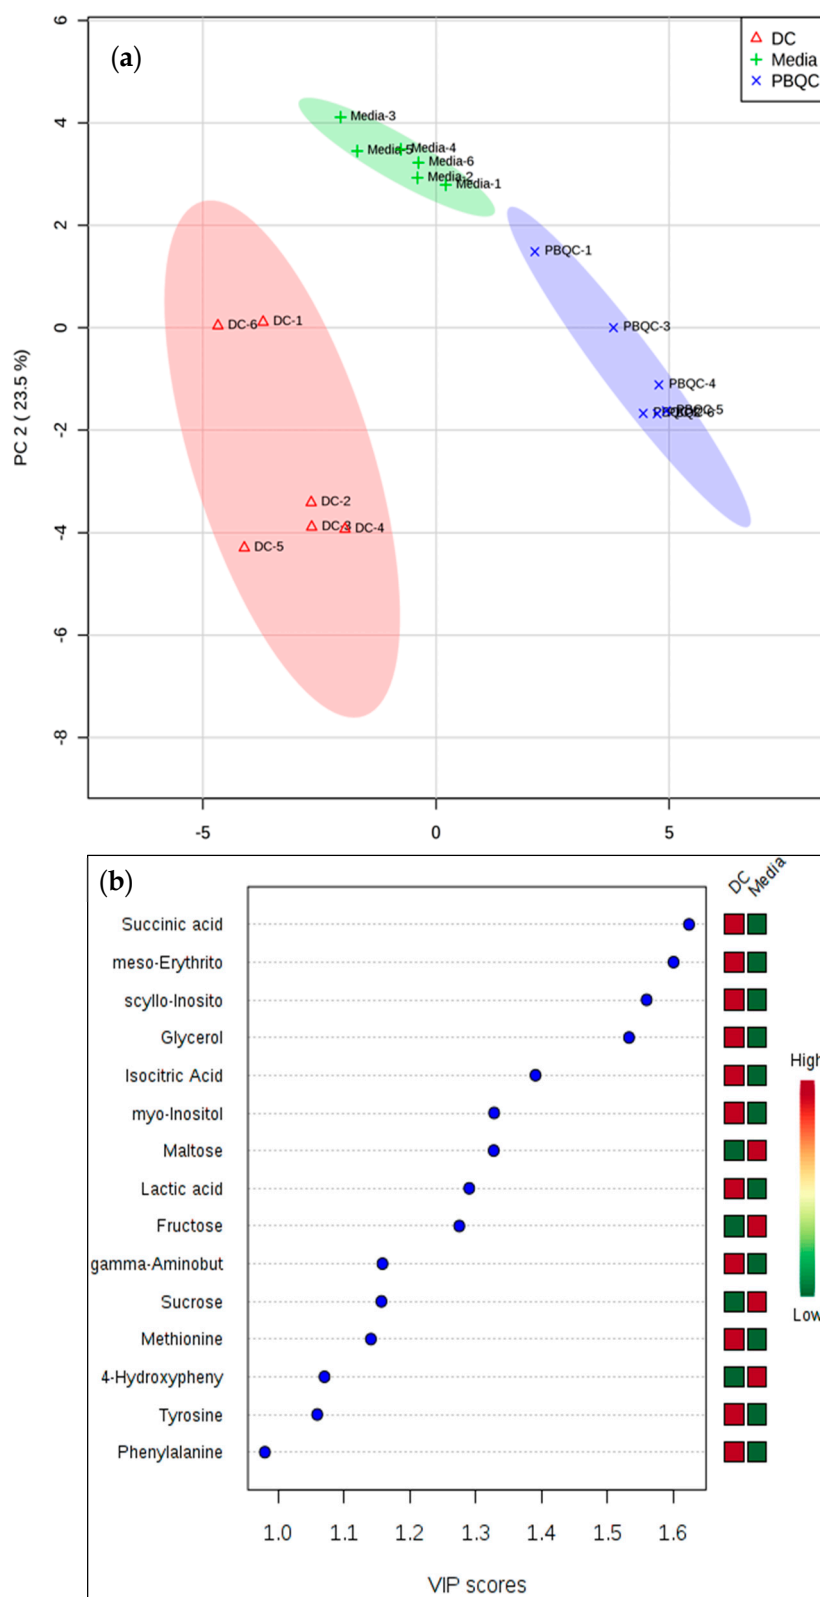 (a)
DC
Media
PBQC
6
4
2
0
-2
-4
-6
-8
PC 2 ( 23.5 %)
Media-3
Media-5
Media-4
Media-6
Media-2
Media-1
PBQC-1
PBQC-3
PBQC-4
PBQC-5
DC-6
DC-1
DC-2
DC-3
DC-4
DC-5
-5
0
5
(b)
DC
Media
Succinic acid
meso-Erythrito
scyllo-Inosito
Glycerol
Isocitric Acid
myo-Inositol
Maltose
Lactic acid
Fructose
gamma-Aminobut
Sucrose
Methionine
4-Hydroxypheny
Tyrosine
Phenylalanine
High
Low
1.0
1.1
1.2
1.3
1.4
1.5
1.6
VIP scores